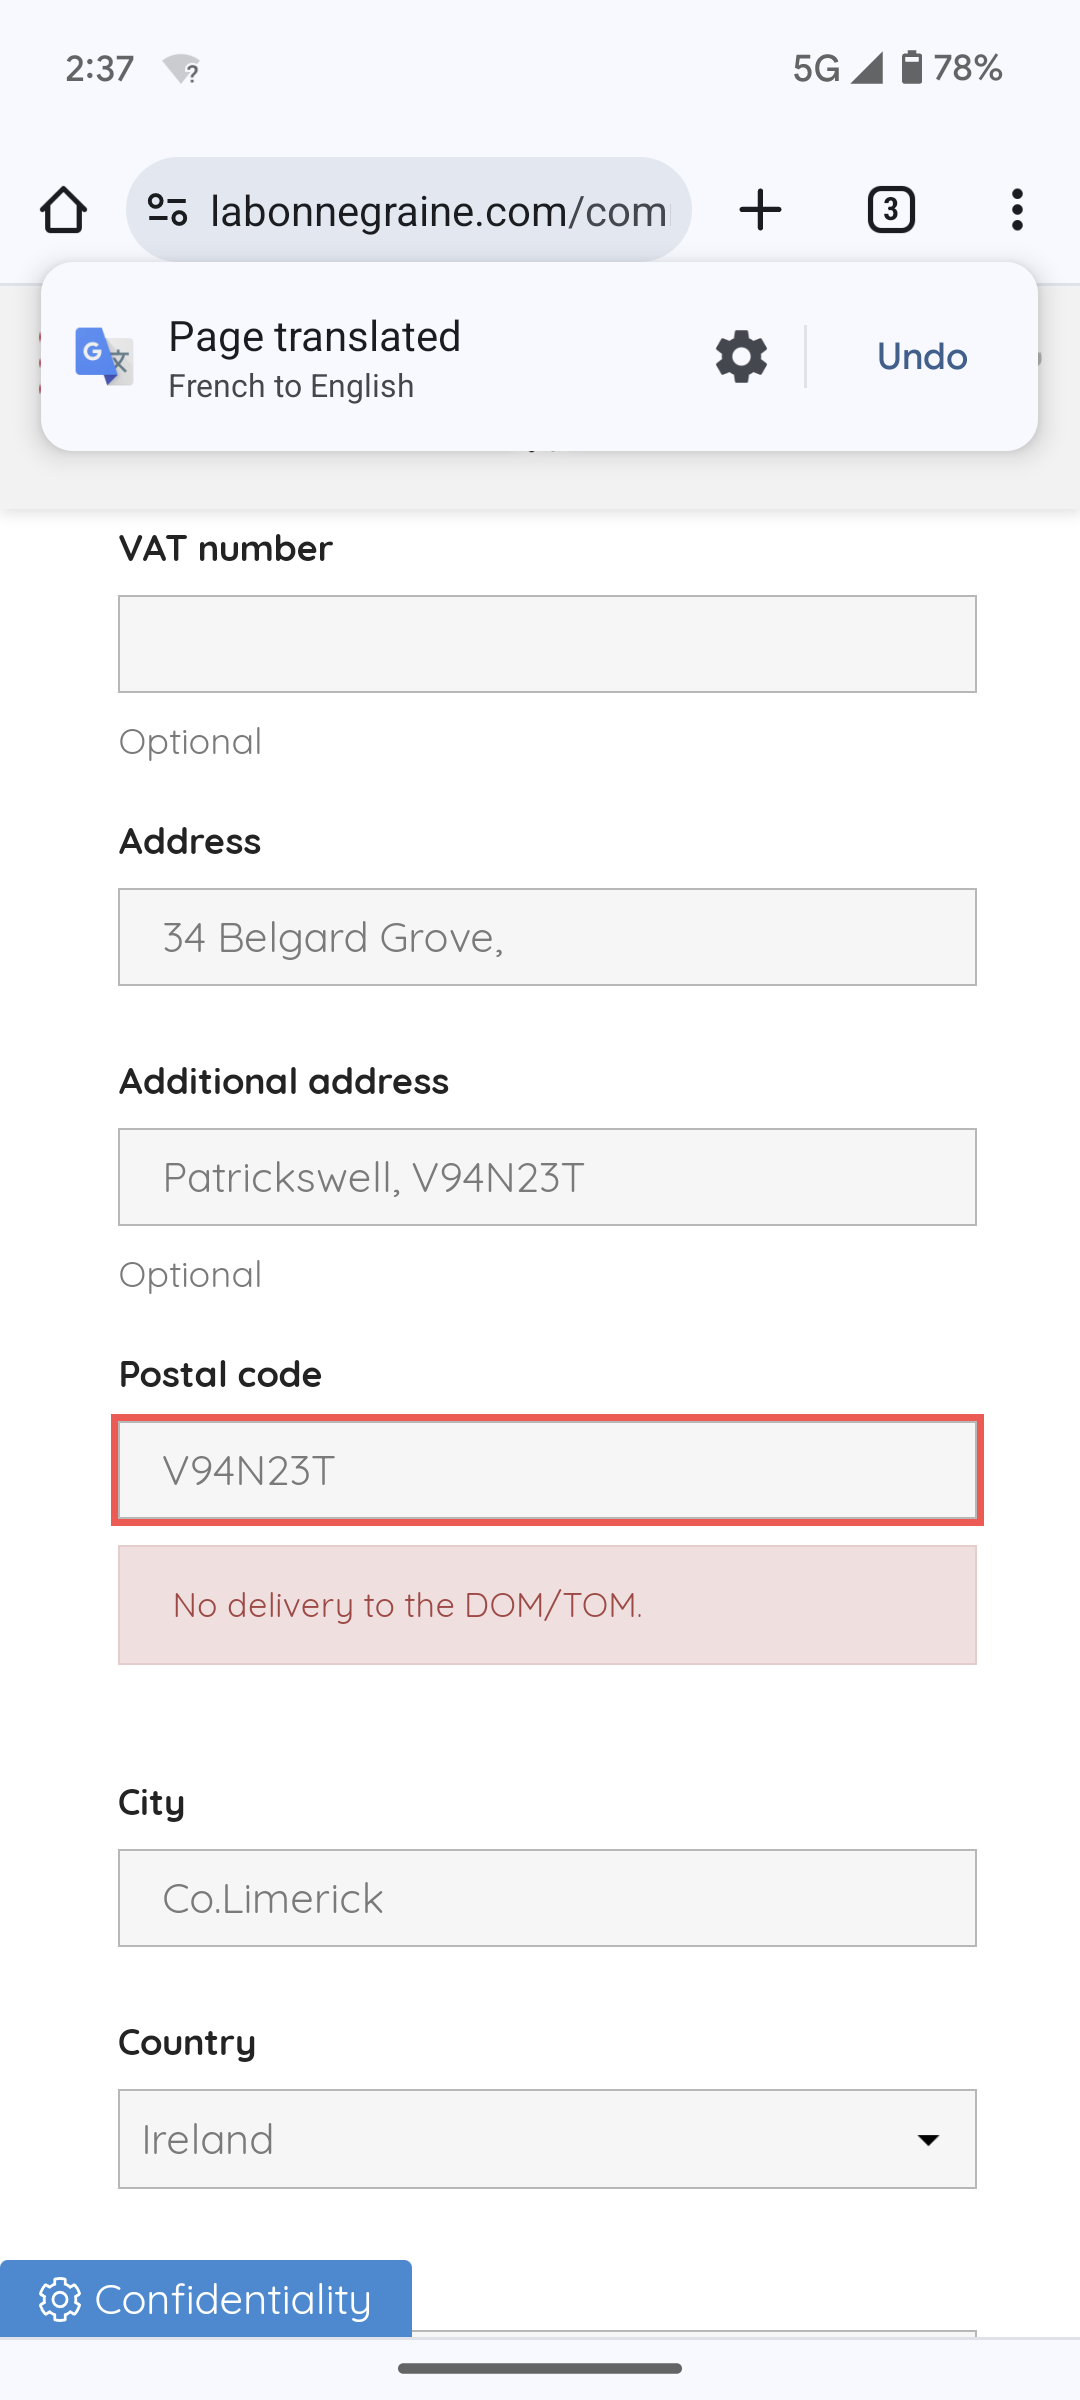 2:37
5G 78%
labonnegraine.com/com
3
Page translated
French to English
Undo
VAT number
Optional
Address
34 Belgard Grove,
Additional address
Patrickswell, V94N23T
Optional
Postal code
V94N23T
No delivery to the DOM/TOM.
City
Co.Limerick
Country
Ireland
Confidentiality